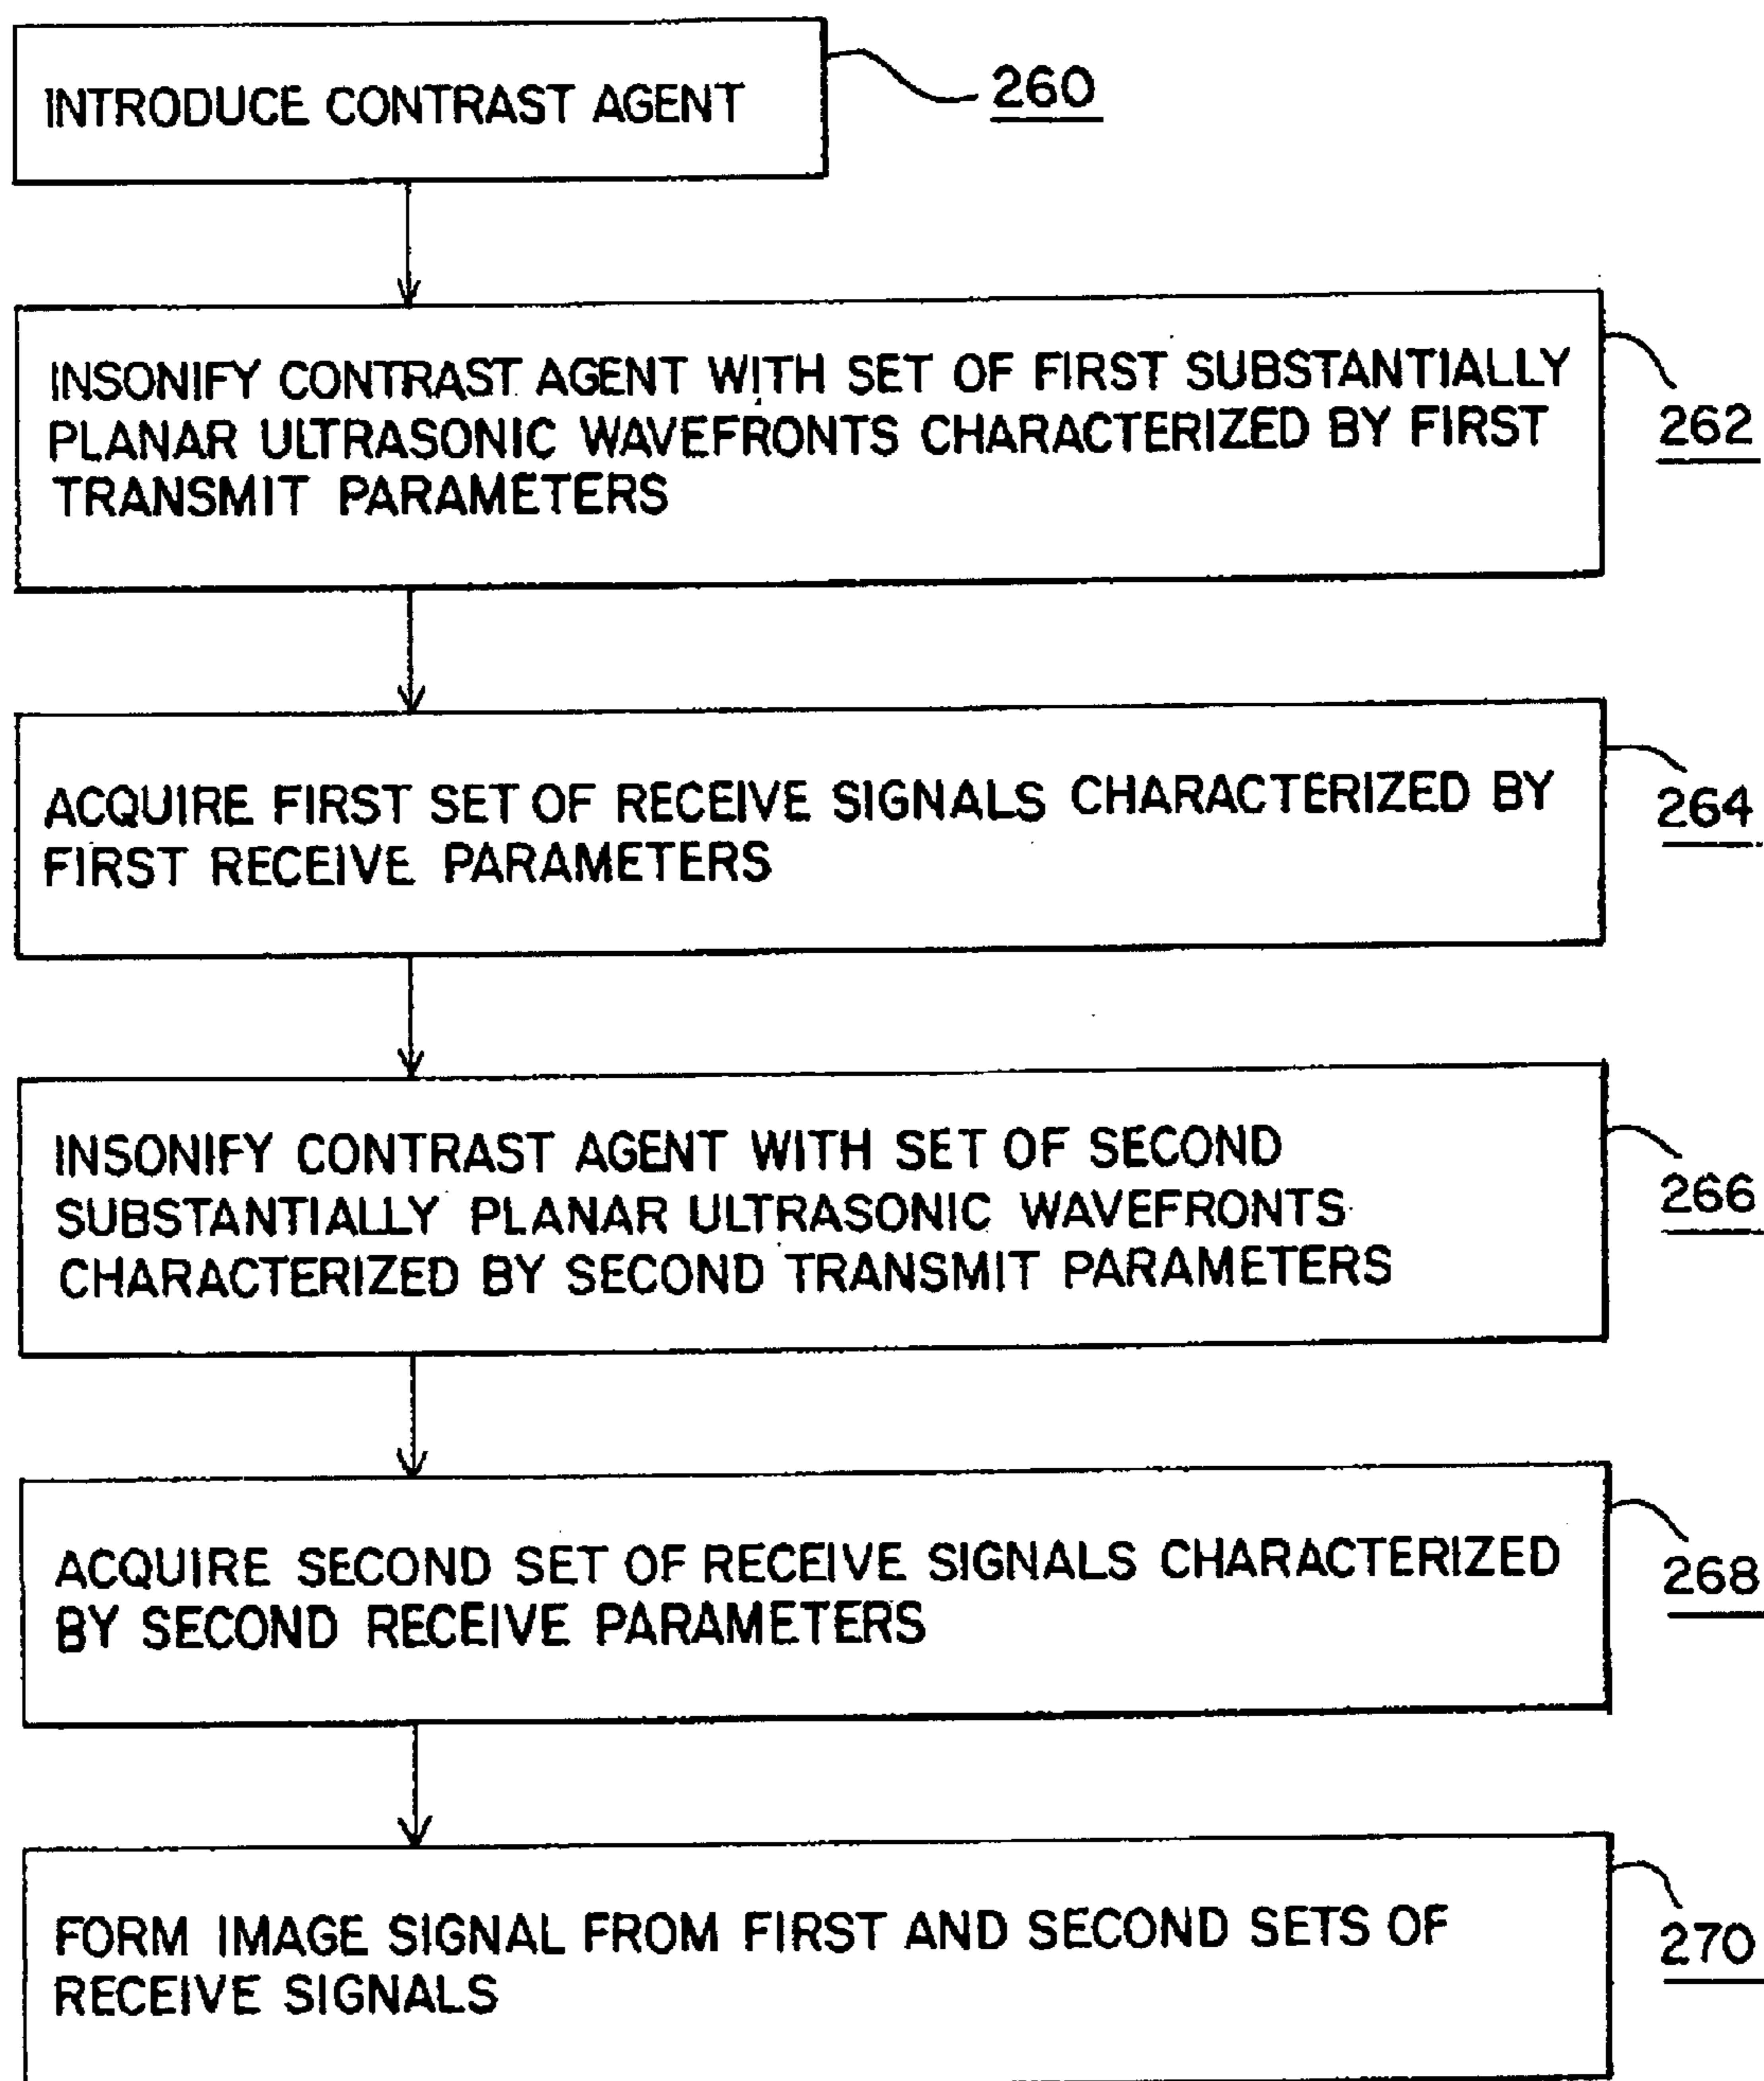 INTRODUCE CONTRAST AGENT
260
INSONIFY CONTRAST AGENT WITH SET OF FIRST SUBSTANTIALLY
PLANAR ULTRASONIC WAVEFRONTS CHARACTERIZED BY FIRST
TRANSMIT PARAMETERS
262
ACQUIRE FIRST SET OF RECEIVE SIGNALS CHARACTERIZED BY
FIRST RECEIVE PARAMETERS
264
INSONIFY CONTRAST AGENT WITH SET OF SECOND
SUBSTANTIALLY PLANAR ULTRASONIC WAVEFRONTS
CHARACTERIZED BY SECOND TRANSMIT PARAMETERS
266
ACQUIRE SECOND SET OF RECEIVE SIGNALS CHARACTERIZED
BY SECOND RECEIVE PARAMETERS
268
FORM IMAGE SIGNAL FROM FIRST AND SECOND SETS OF
RECEIVE SIGNALS
270